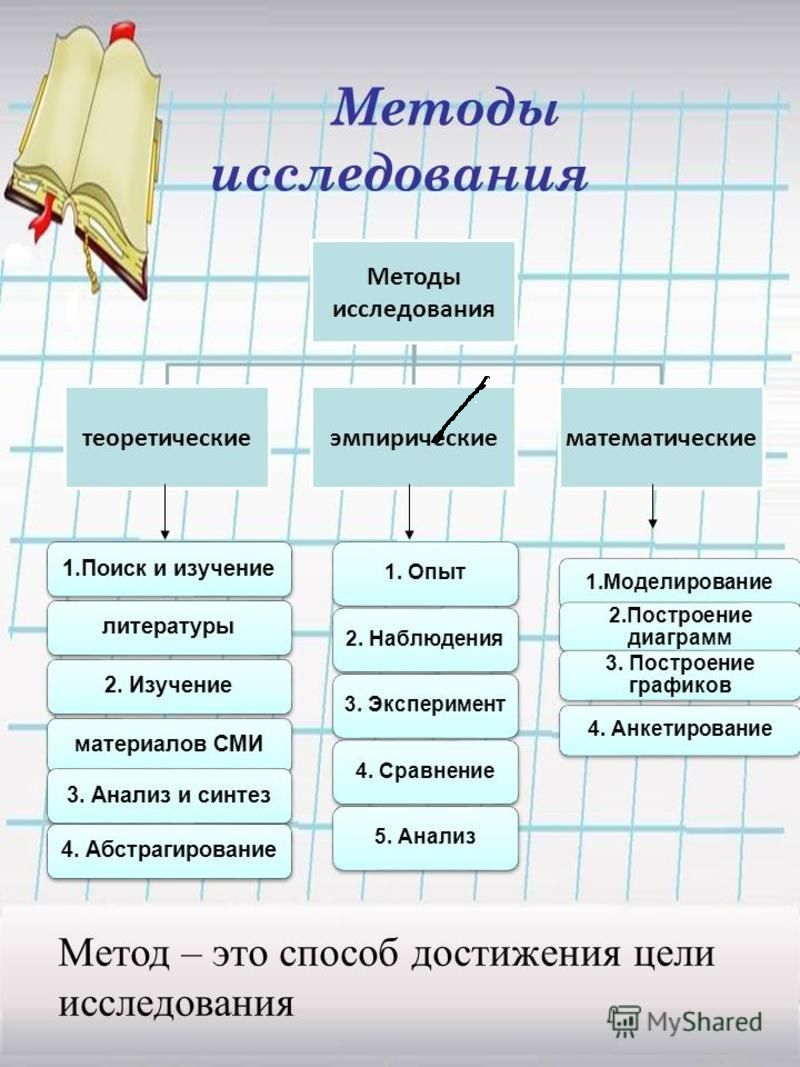 Методы
исследования
Методы
исследования
теоретические
эмпирические
математические
1.Поиск и изучение
литературы
2. Изучение
материалов СМИ
3. Анализ и синтез
4. Абстрагирование
1. Опыт
2. Наблюдения
3. Эксперимент
4. Сравнение
5. Анализ
1.Моделирование
2.Построение
диаграмм
3. Построение
графиков
4. Анкетирование
Метод – это способ достижения цели
исследования
MyShared